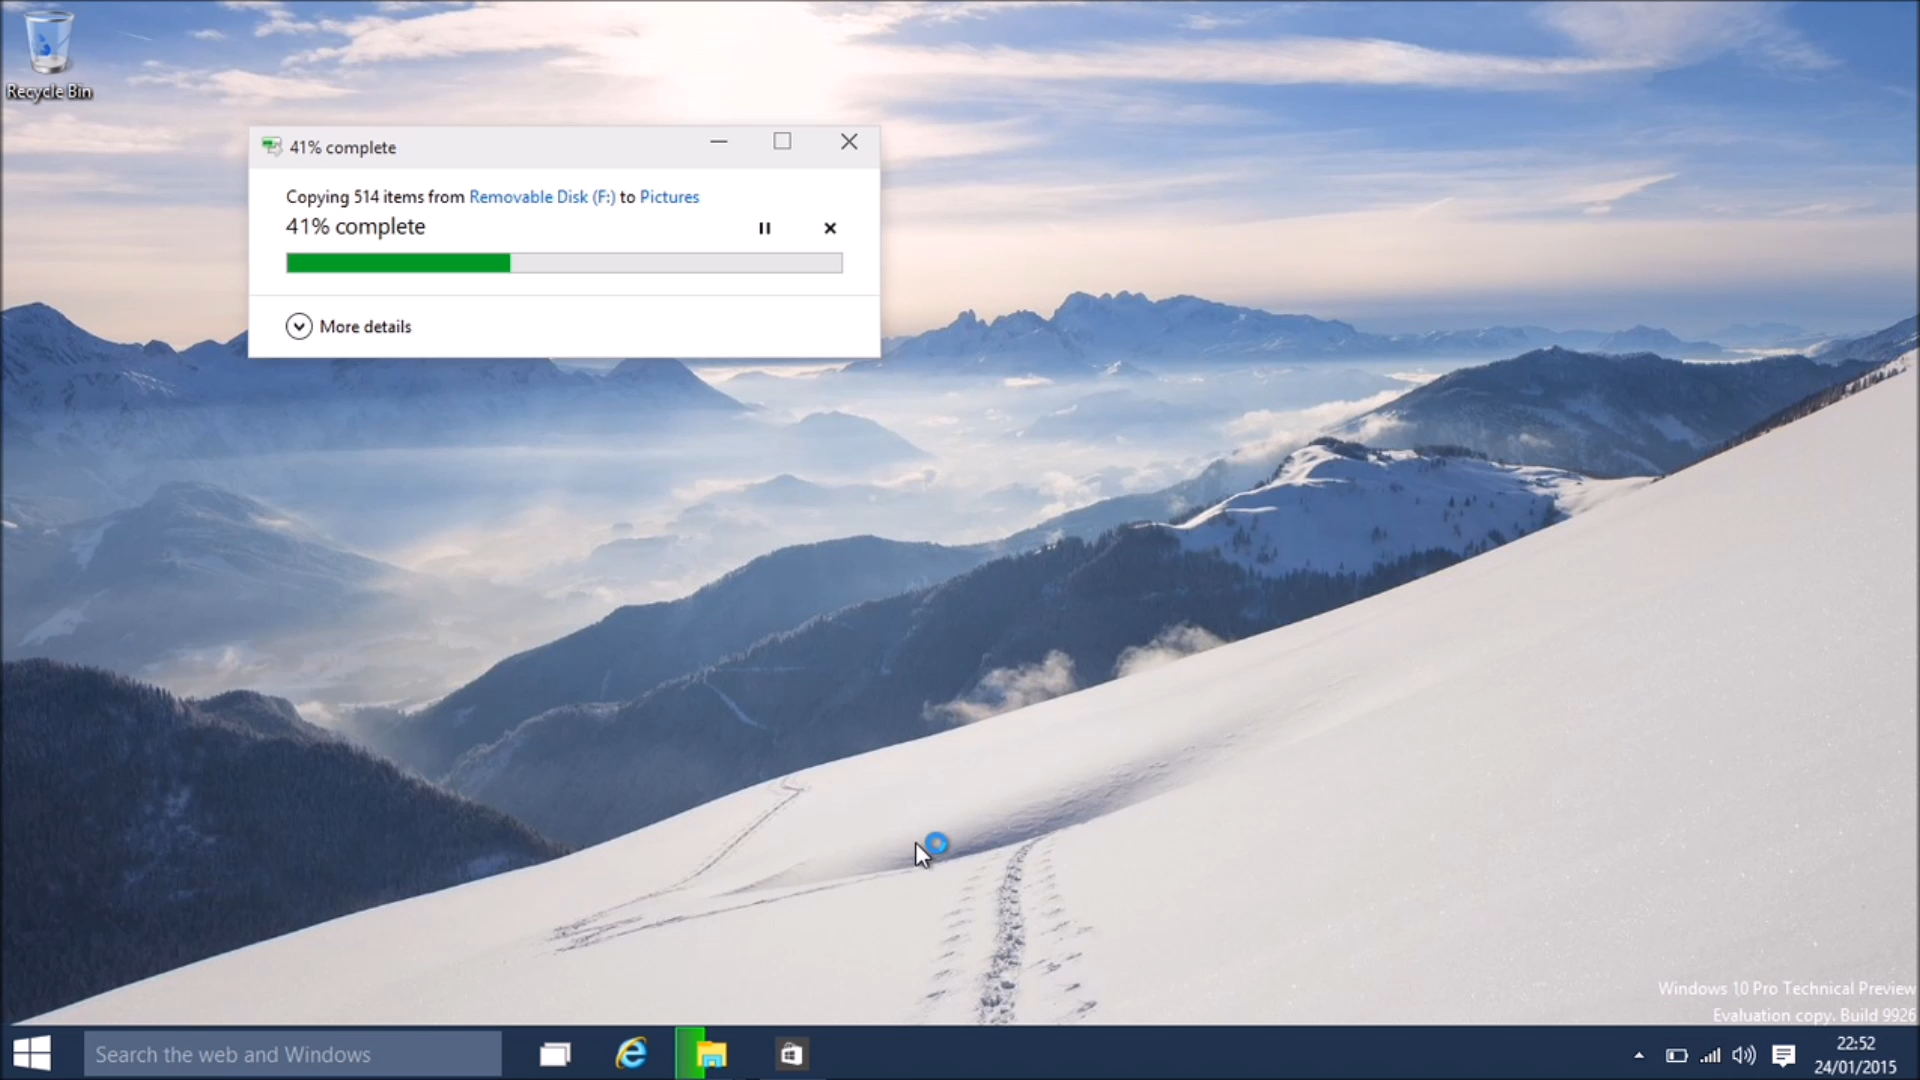 Recycle Bin
41% complete
Copying 514 items from Removable Disk (F:) to Pictures
41% complete
More details
Windows 10 Pro Technical Preview
Evaluation copy. Build 9926
Search the web and Windows
22:52
24/01/2015